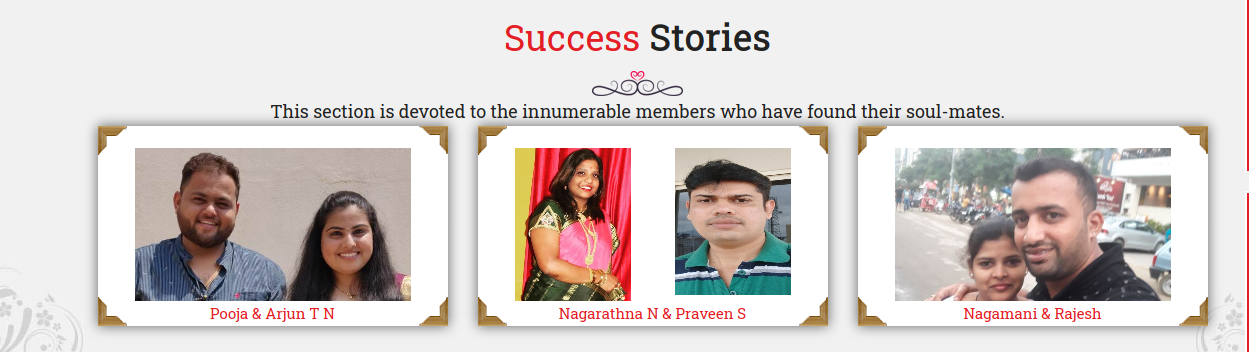 Success Stories
This section is devoted to the innumerable members who have found their soul-mates.
Pooja & Arjun T N
Nagarathna N & Praveen S
Nagamani & Rajesh